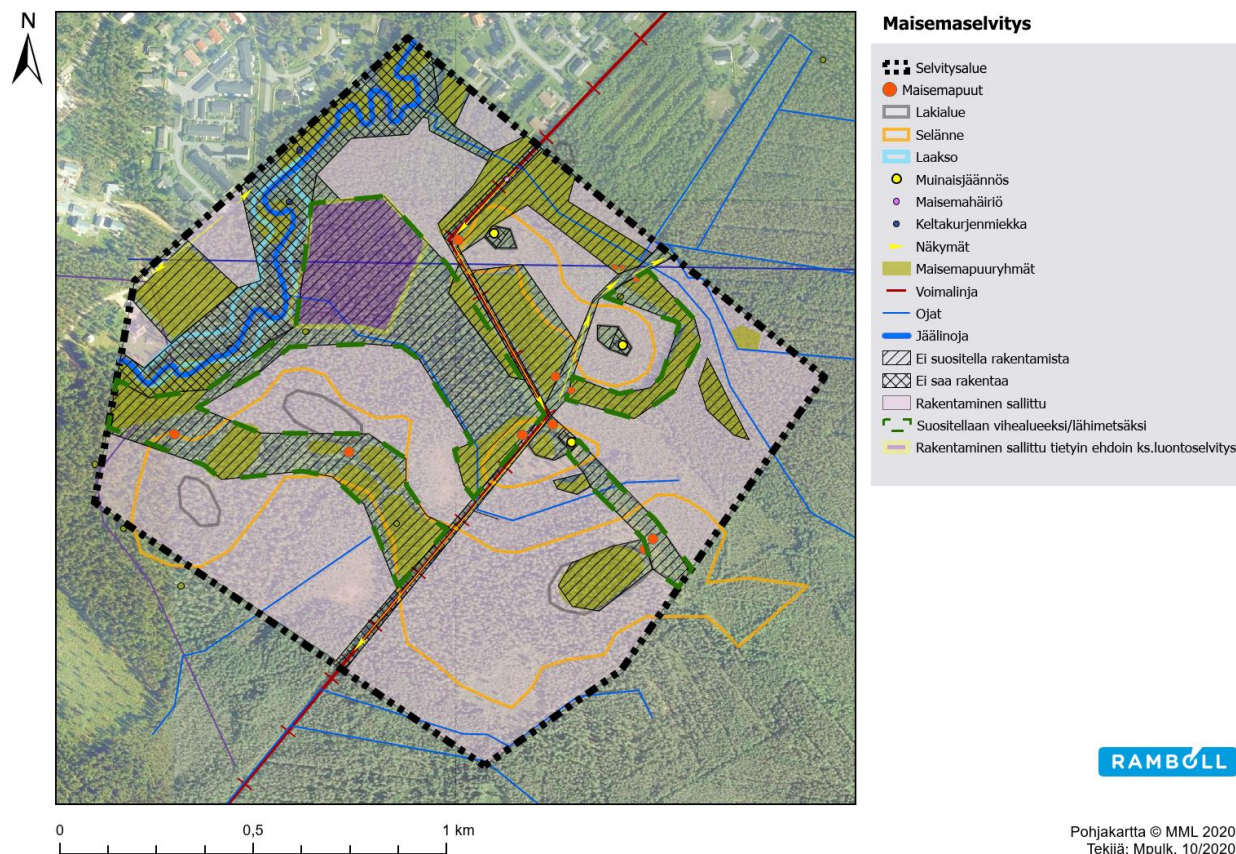 N
Maisemaselvitys
Selvitysalue
Maisemapuut
Lakialue
Selänne
Laakso
Muinaisjäännös
Maisemahäiriö
Keltakurjenmiekka
Näkymät
Maisemapuuryhmät
Voimalinja
Ojat
Jäälinoja
Ei suositella rakentamista
Ei saa rakentaa
Rakentaminen sallittu
Suositellaan vihealueeksi/lähimetsäksi
Rakentaminen sallittu tietyin ehdoin ks.luontoselvitys
RAMBOLL
0 0,5 1 km
Pohjakartta © MML 2020
Tekijä: Mpulk. 10/2020